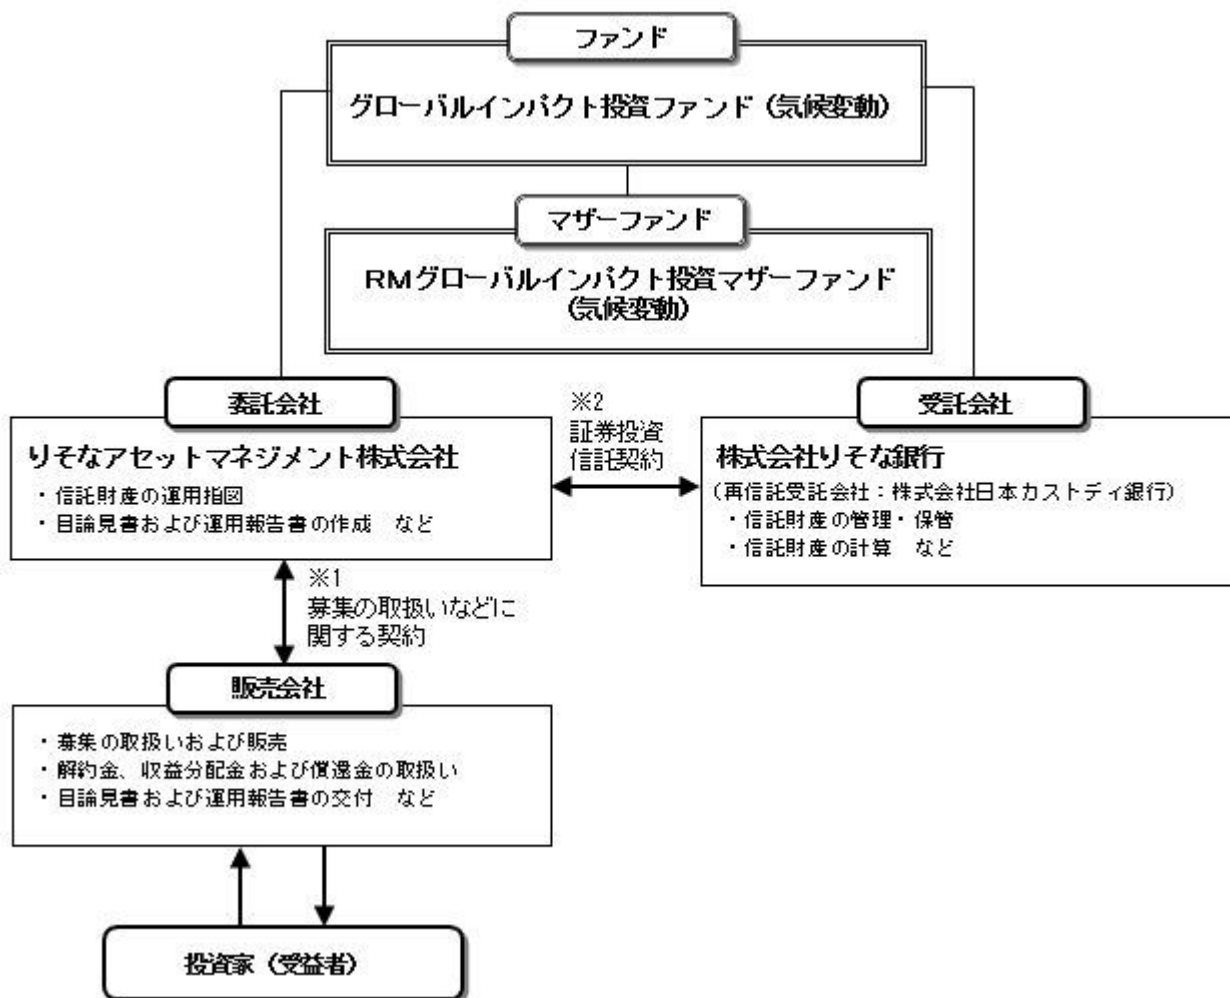 ファンド
グローバルインパクト投資ファンド（気候変動）
マザーファンド
RMグローバルインパクト投資マザーファンド
（気候変動）
委託会社
りそなアセットマネジメント株式会社
・信託財産の運用指図
・目論見書および運用報告書の作成　など
※2
証券投資
信託契約
受託会社
株式会社りそな銀行
（再信託受託会社：株式会社日本カストディ銀行）
・信託財産の管理・保管
・信託財産の計算　など
※1
募集の取扱いなどに
関する契約
販売会社
・募集の取扱いおよび販売
・解約金、収益分配金および償還金の取扱い
・目論見書および運用報告書の交付　など
投資家（受益者）